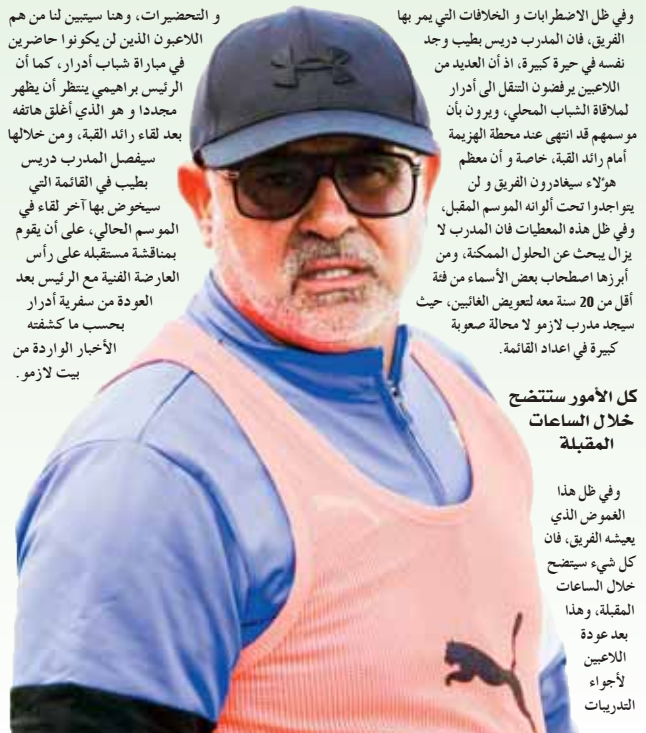 وفي ظل الاضطرابات و الخلافات التي يمر بها
الفريق، فان المدرب دريس بطيب وجد
نفسه في حيرة كبيرة، اذ أن العديد من
اللاعبين يرفضون التنقل الى أدرار
لملاقاة الشباب المحلي، ويرون بأن
موسمهم قد انتهى عند محطة الهزيمة
أمام رائد القبة، خاصة و أن معظم
هؤلاء سيغادرون الفريق و لن
يتواجدوا تحت ألوانه الموسم المقبل،
وفي ظل هذه المعطيات فان المدرب لا
يزال يبحث عن الحلول الممكنة، ومن
أبرزها اصطحاب بعض الأسماء من فئة
أقل من 20 سنة معه لتعويض الغائبين، حيث
سيجد مدرب لازمو لا محالة صعوبة
كبيرة في اعداد القائمة.
كل الأمور ستتضح
خلال الساعات
المقبلة
وفي ظل هذا
الغموض الذي
يعيشه الفريق، فان
كل شيء سيتضح
خلال الساعات
المقبلة، وهذا
بعد عودة
اللاعبين
لأجواء
التدريبات
و التحضيرات، وهنا سيتبين لنا من هم
اللاعبون الذين لن يكونوا حاضرين
في مباراة شباب أدرار، كما أن
الرئيس براهيمي ينتظر أن يظهر
مجددا و هو الذي أغلق هاتفه
بعد لقاء رائد القبة، ومن خلالها
سيفصل المدرب دريس
بطيب في القائمة التي
سيخوض بها آخر لقاء في
الموسم الحالي، على أن يقوم
بمناقشة مستقبله على رأس
العارضة الفنية مع الرئيس بعد
العودة من سفرية أدرار
بحسب ما كشفته
الأخبار الواردة من
بيت لازمو.